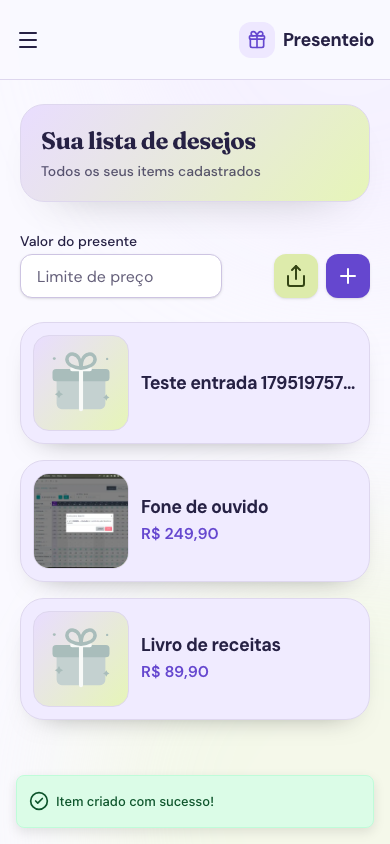 Presenteio
Sua lista de desejos
Todos os seus items cadastrados
Valor do presente
Limite de preço
Teste entrada 179519757...
Fone de ouvido
R$ 249,90
Livro de receitas
R$ 89,90
Item criado com sucesso!